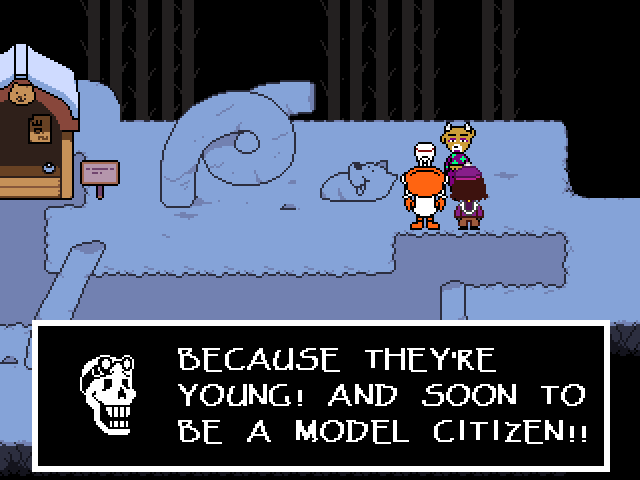 BECAUSE THEY'RE
YOUNG! AND SOON TO
BE A MODEL CITIZEN!!